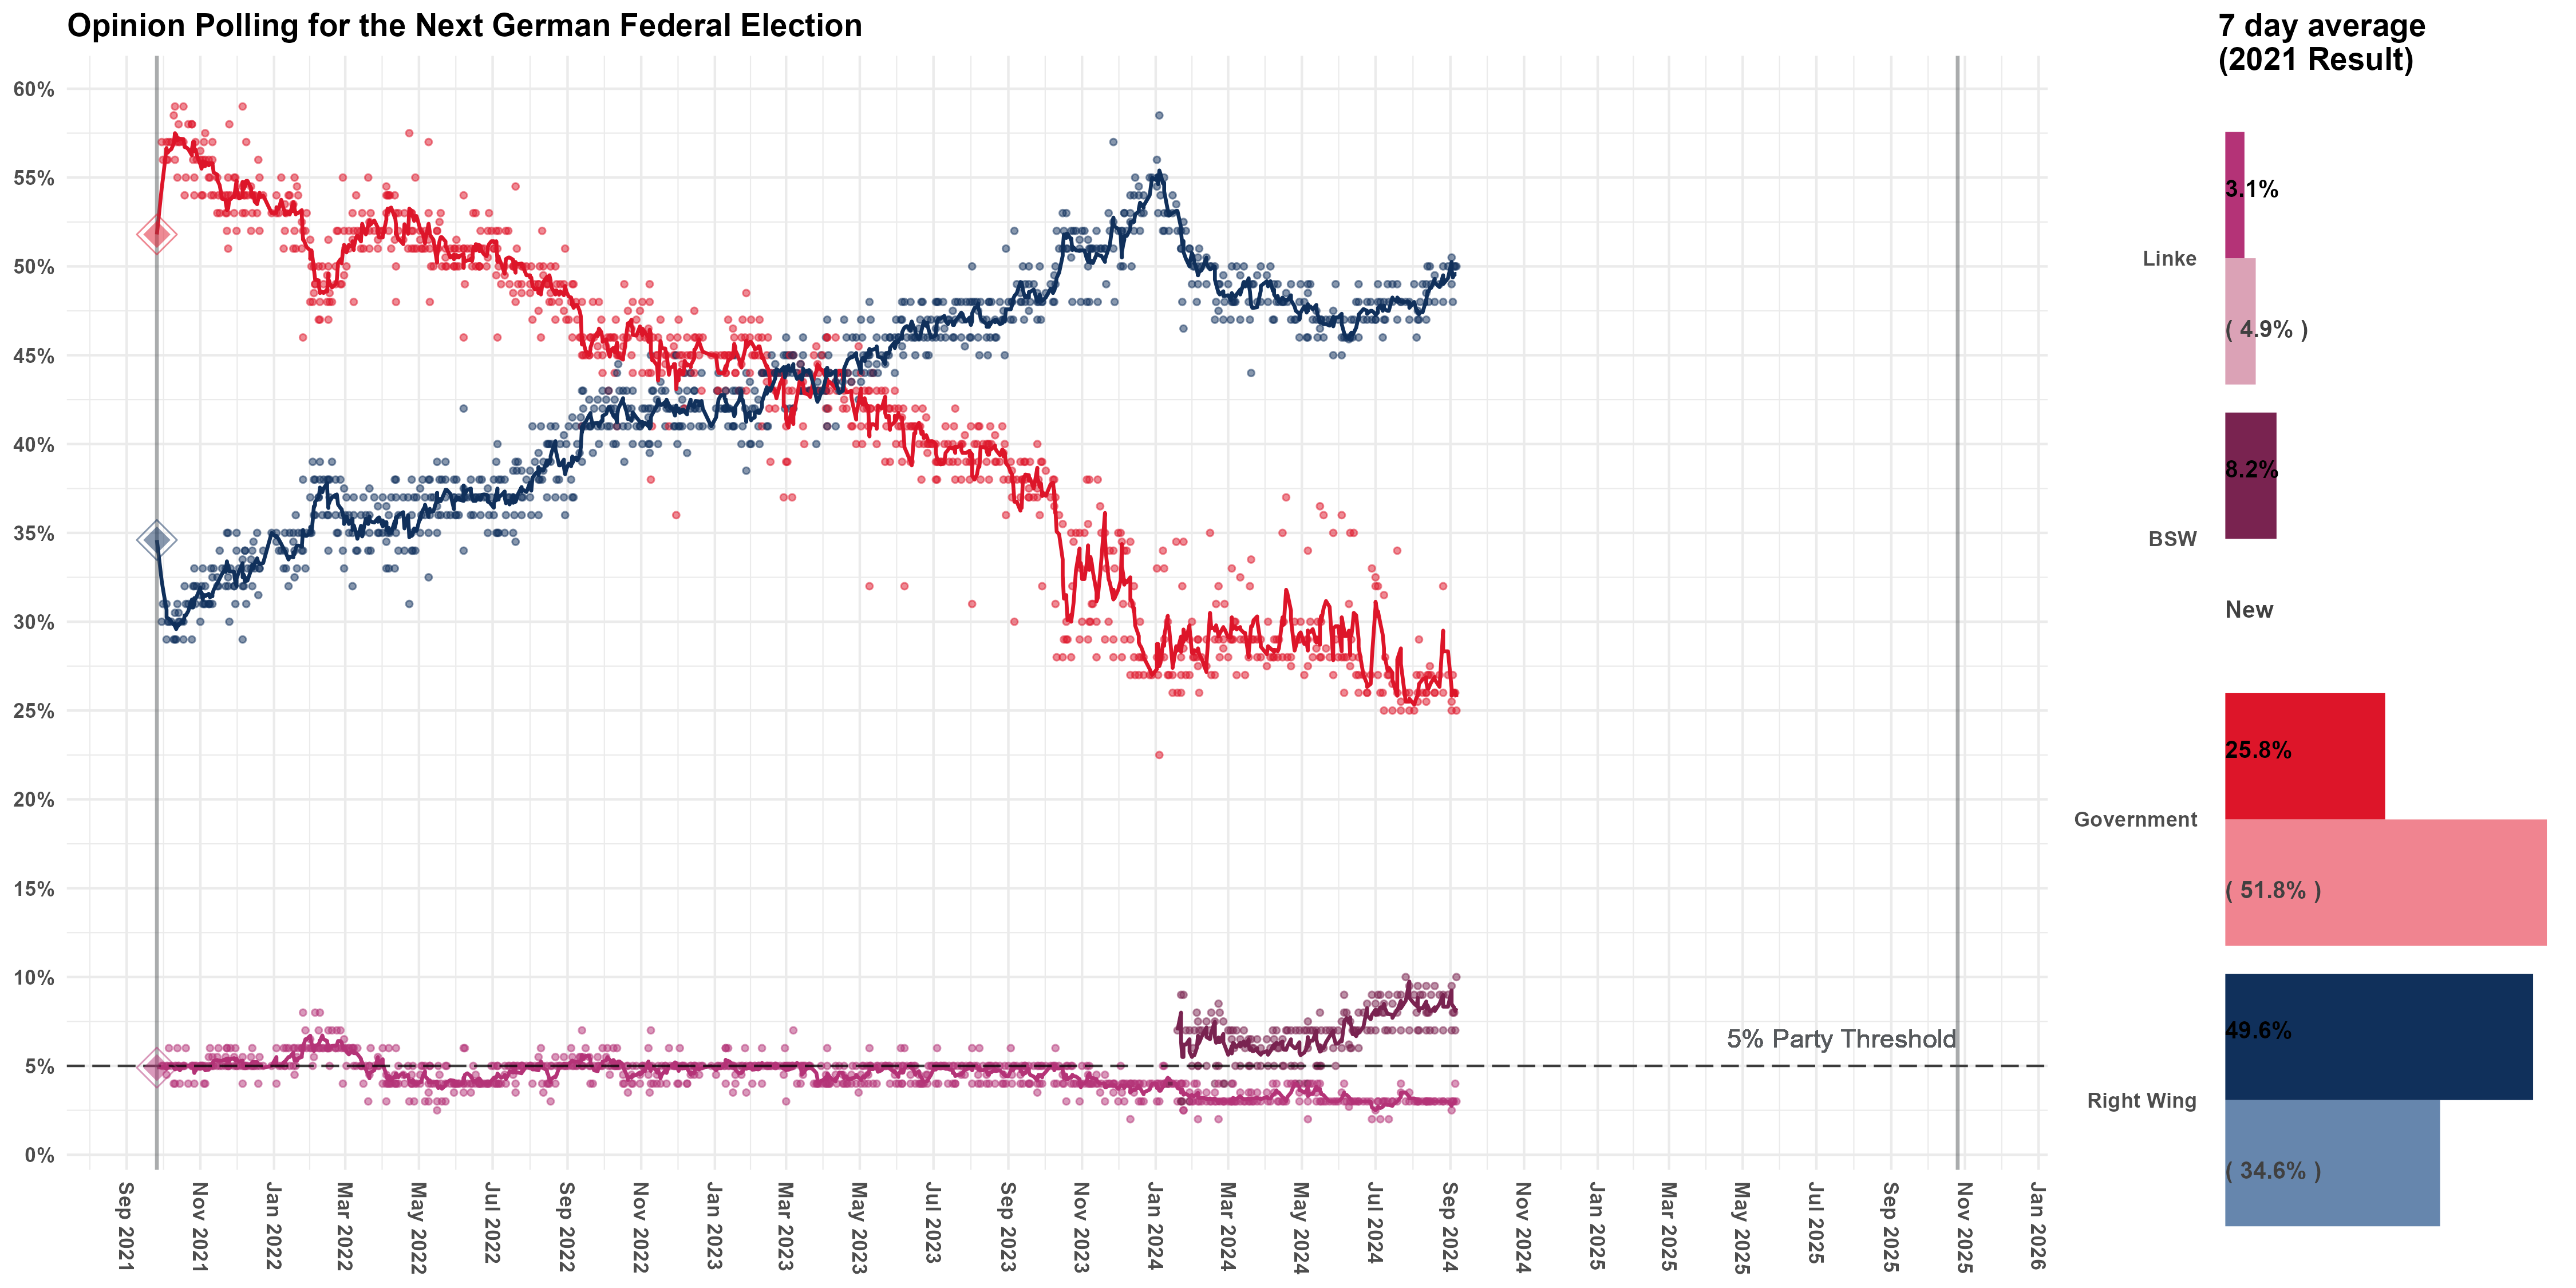 Opinion Polling for the Next German Federal Election
7 day average
(2021 Result)
60%
55%
50%
45%
40%
35%
30%
25%
20%
15%
10%
5%
0%
5% Party Threshold
Sep 2021
Nov 2021
Jan 2022
Mar 2022
May 2022
Jul 2022
Sep 2022
Nov 2022
Jan 2023
Mar 2023
May 2023
Jul 2023
Sep 2023
Nov 2023
Jan 2024
Mar 2024
May 2024
Jul 2024
Sep 2024
Nov 2024
Jan 2025
Mar 2025
May 2025
Jul 2025
Sep 2025
Nov 2025
Jan 2026
Linke
3.1%
( 4.9% )
BSW
8.2%
New
Government
25.8%
( 51.8% )
Right Wing
49.6%
( 34.6% )